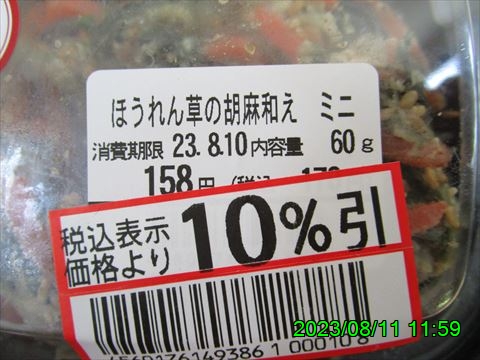 ほうれん草の胡麻和え ミニ
消費期限 23.8.10 内容量 60g
158円
税込表示
価格より 10%引
2023/08/11 11:59